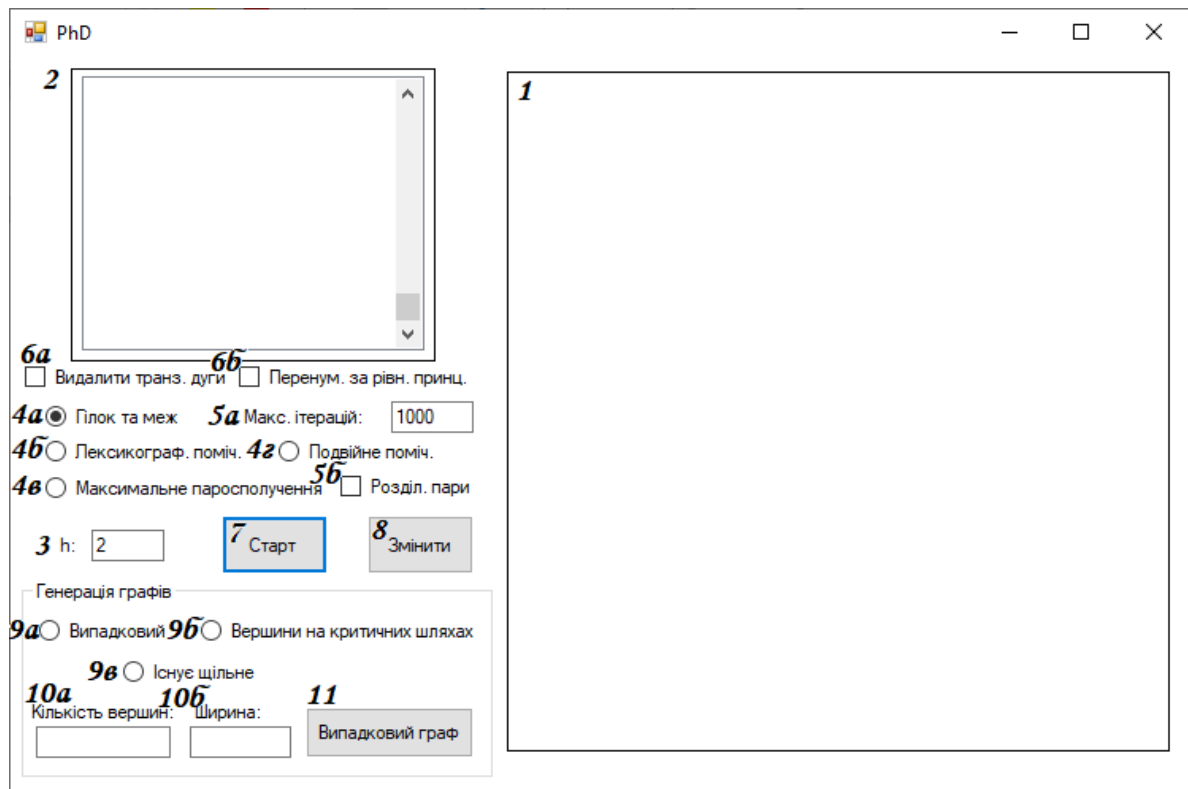 PhD
2
1
6а 6б
Видалити транз. дуги Перенум. за рівн. принц.
4а Гілок та меж 5а Макс. ітерацій: 1000
4б Лексикограф. поміч. 4г Подвійне поміч.
4в Максимальне паросполучення 5б Розділ. пари
3 h: 2 7 Старт 8 Змінити
Генерація графів
9а Випадковий 9б Вершини на критичних шляхах
9в Існує щільне
10а 10б 11
Кількість вершин: Ширина:
Випадковий граф